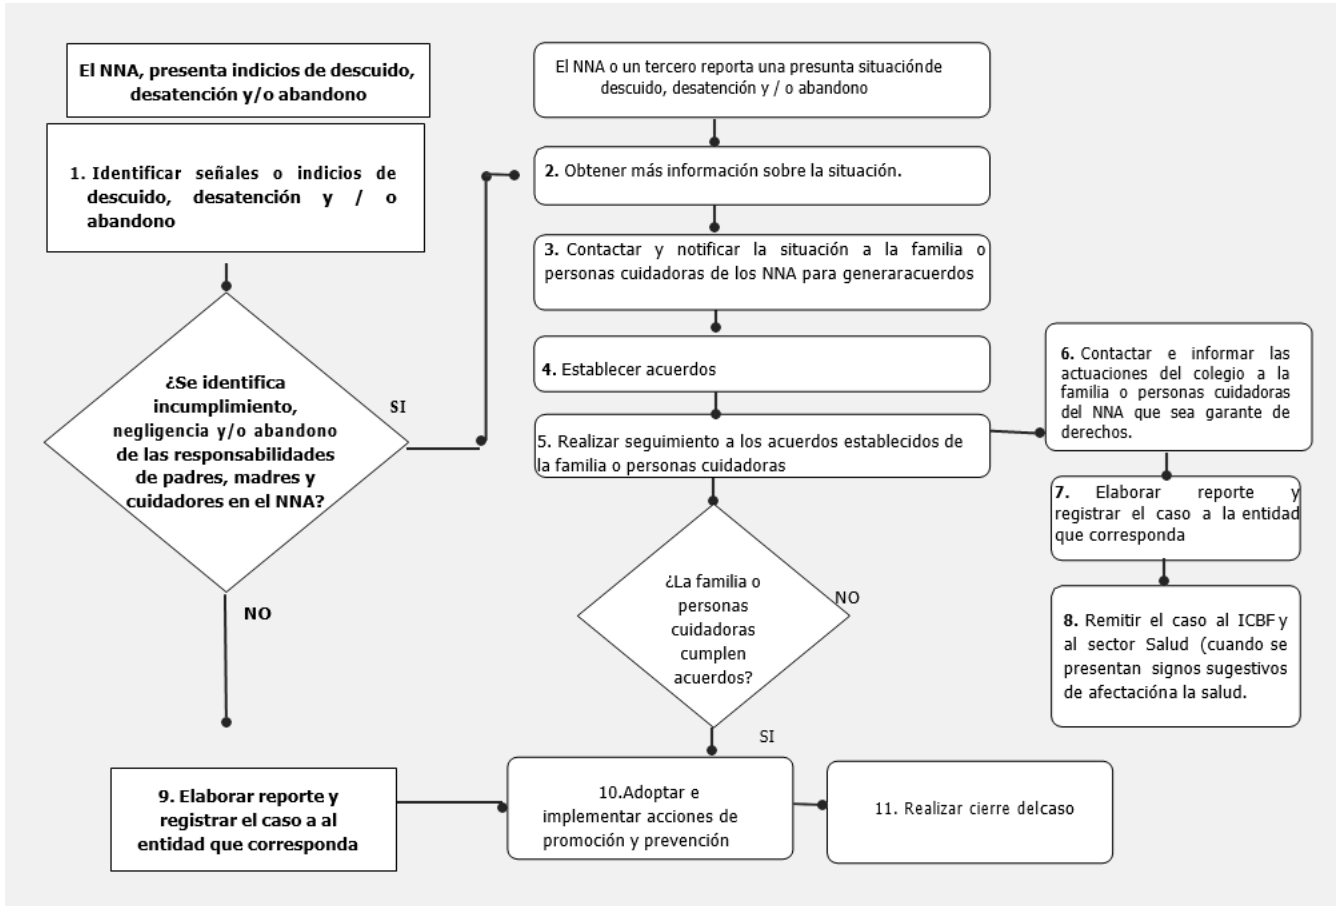 El NNA, presenta indicios de descuido,
desatención y/o abandono
1. Identificar señales o indicios de
descuido, desatención y / o
abandono
¿Se identifica
incumplimiento,
negligencia y/o abandono
de las responsabilidades
de padres, madres y
cuidadores en el NNA?
SI
NO
9. Elaborar reporte y
registrar el caso a al
entidad que corresponda
El NNA o un tercero reporta una presunta situaciónde
descuido, desatención y / o abandono
2. Obtener más información sobre la situación.
3. Contactar y notificar la situación a la familia o
personas cuidadoras de los NNA para generaracuerdos
4. Establecer acuerdos
5. Realizar seguimiento a los acuerdos establecidos de
la familia o personas cuidadoras
¿La familia o
personas
cuidadoras
cumplen
acuerdos?
NO
SI
6. Contactar e informar las
actuaciones del colegio a la
familia o personas cuidadoras
del NNA que sea garante de
derechos.
7. Elaborar reporte y
registrar el caso a la entidad
que corresponda
8. Remitir el caso al ICBF y
al sector Salud (cuando se
presentan signos sugestivos
de afectacióna la salud.
10.Adoptar e
implementar acciones de
promoción y prevención
11. Realizar cierre delcaso